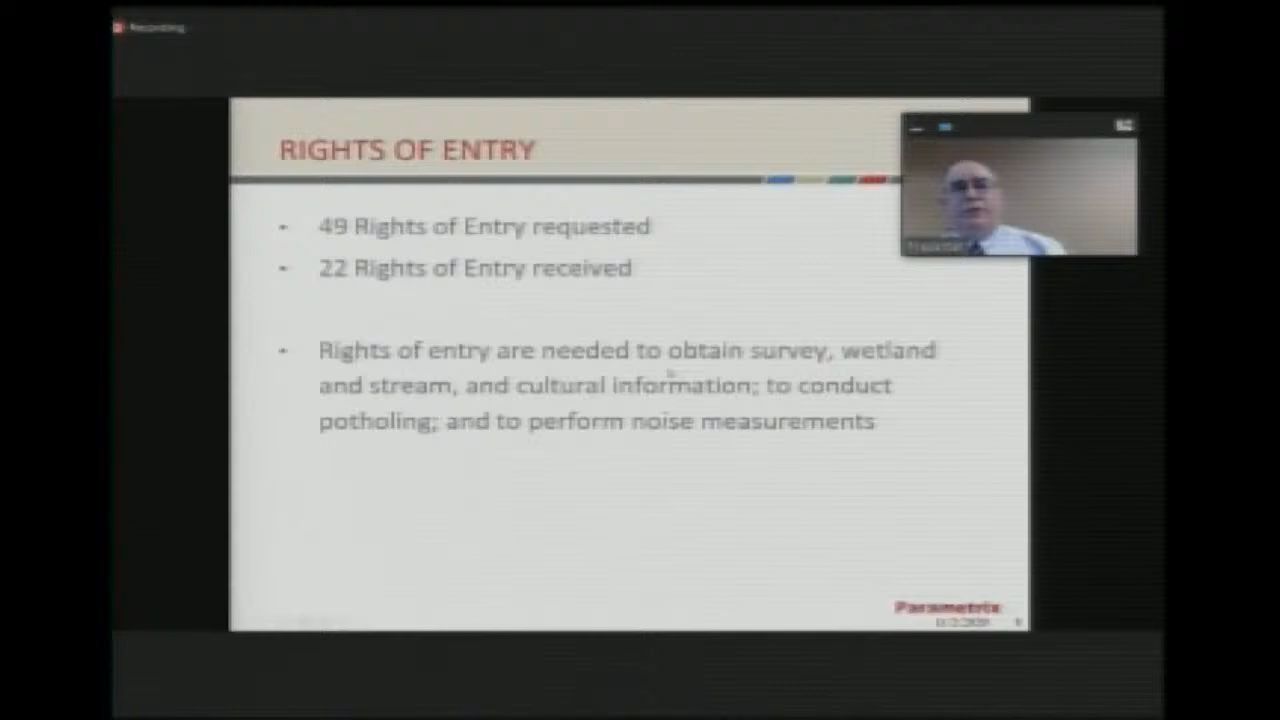 Recording
RIGHTS OF ENTRY
- 49 Rights of Entry requested
- 22 Rights of Entry received
- Rights of entry are needed to obtain survey, wetland
and stream, and cultural information; to conduct
potholing; and to perform noise measurements
Parametrix